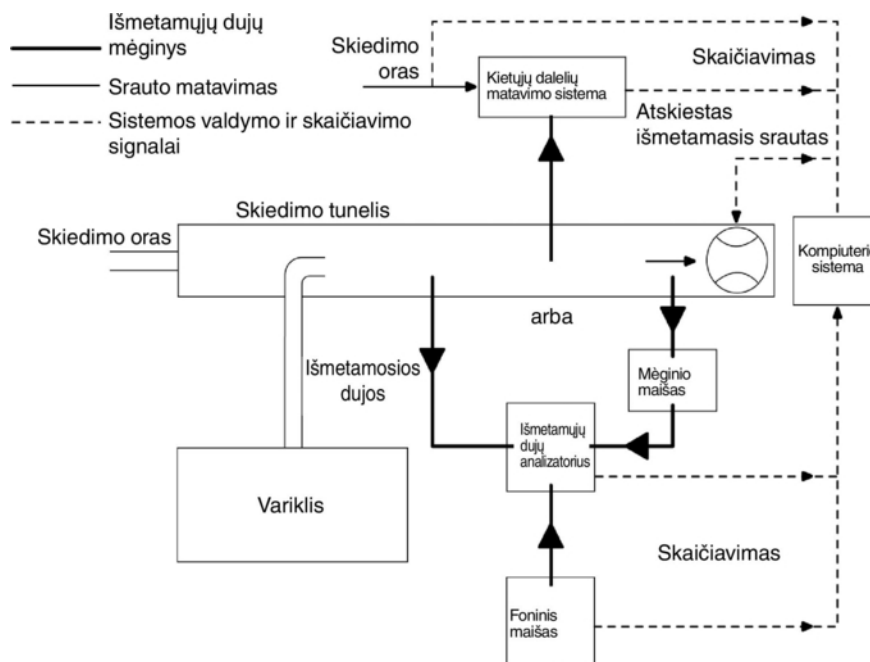 Išmetamųjų dujų
mėginys
Srauto matavimas
Sistemos valdymo ir skaičiavimo
signalai
Skiedimo
oras
Kietųjų dalelių
matavimo sistema
Skaičiavimas
Atskiestas
išmetamasis srautas
Skiedimo tunelis
Skiedimo oras
Kompiuterio
sistema
arba
Išmetamosios
dujos
Mėginio
maišas
Išmetamųjų
dujų
analizatorius
Variklis
Skaičiavimas
Foninis
maišas